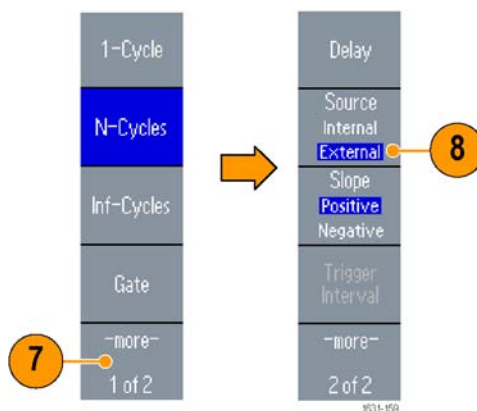 1-Cycle
N-Cycles
Inf-Cycles
Gate
-more-
1 of 2
7
Delay
Source
Internal
External
8
Slope
Positive
Negative
Trigger
Interval
-more-
2 of 2
1631-159